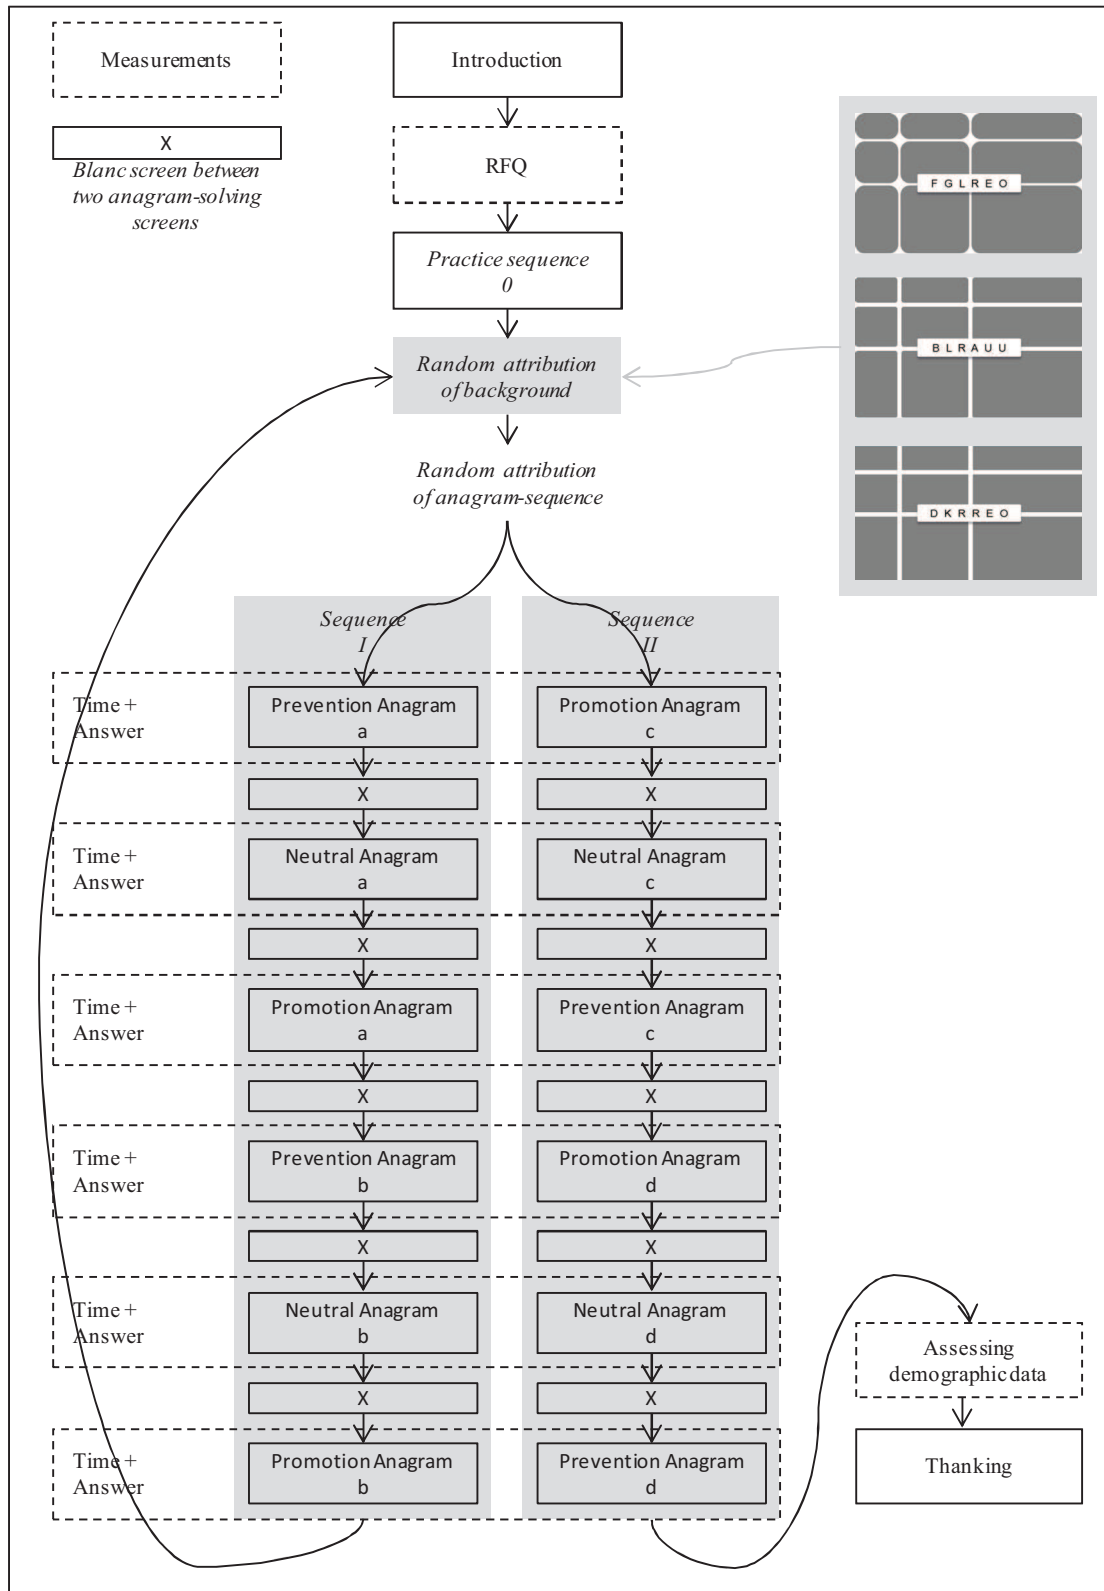 Measurements
X
Blanc screen between
two anagram-solving
screens
Introduction
RFQ
Practice sequence
0
Random attribution
of background
Random attribution
of anagram-sequence
F G L R E O
B L R A U U
D K R R E O
Sequence
I
Sequence
II
Time +
Answer
Prevention Anagram
a
Promotion Anagram
c
X
X
Time +
Answer
Neutral Anagram
a
Neutral Anagram
c
X
X
Time +
Answer
Promotion Anagram
a
Prevention Anagram
c
X
X
Time +
Answer
Prevention Anagram
b
Promotion Anagram
d
X
X
Time +
Answer
Neutral Anagram
b
Neutral Anagram
d
X
X
Time +
Answer
Promotion Anagram
b
Prevention Anagram
d
Assessing
demographic data
Thanking